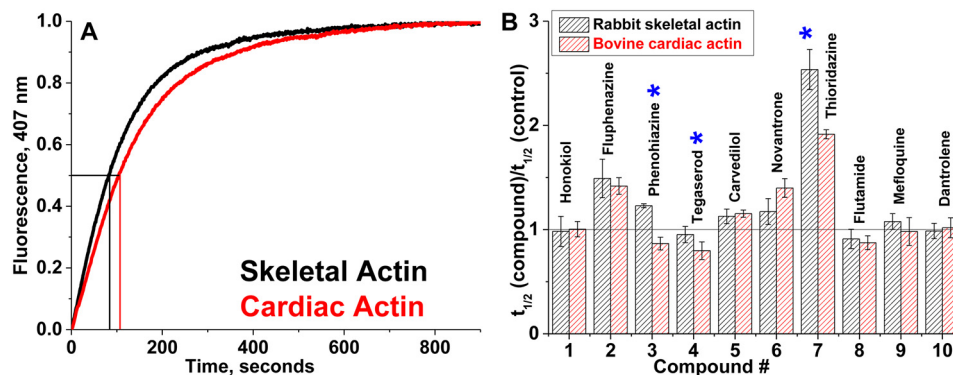 A
Fluorescence, 407 nm
1.0
0.8
0.6
0.4
0.2
0.0
Skeletal Actin
Cardiac Actin
0 200 400 600 800
Time, seconds
B
Rabbit skeletal actin
Bovine cardiac actin
t1/2 (compound)/t1/2 (control)
3
2
1
0
Honokiol
Fluphenazine
Phenohiazine
*
Tegaserod
*
Carvedilol
Novantrone
*
Thioridazine
Flutamide
Mefloquine
Dantrolene
1 2 3 4 5 6 7 8 9 10
Compound #